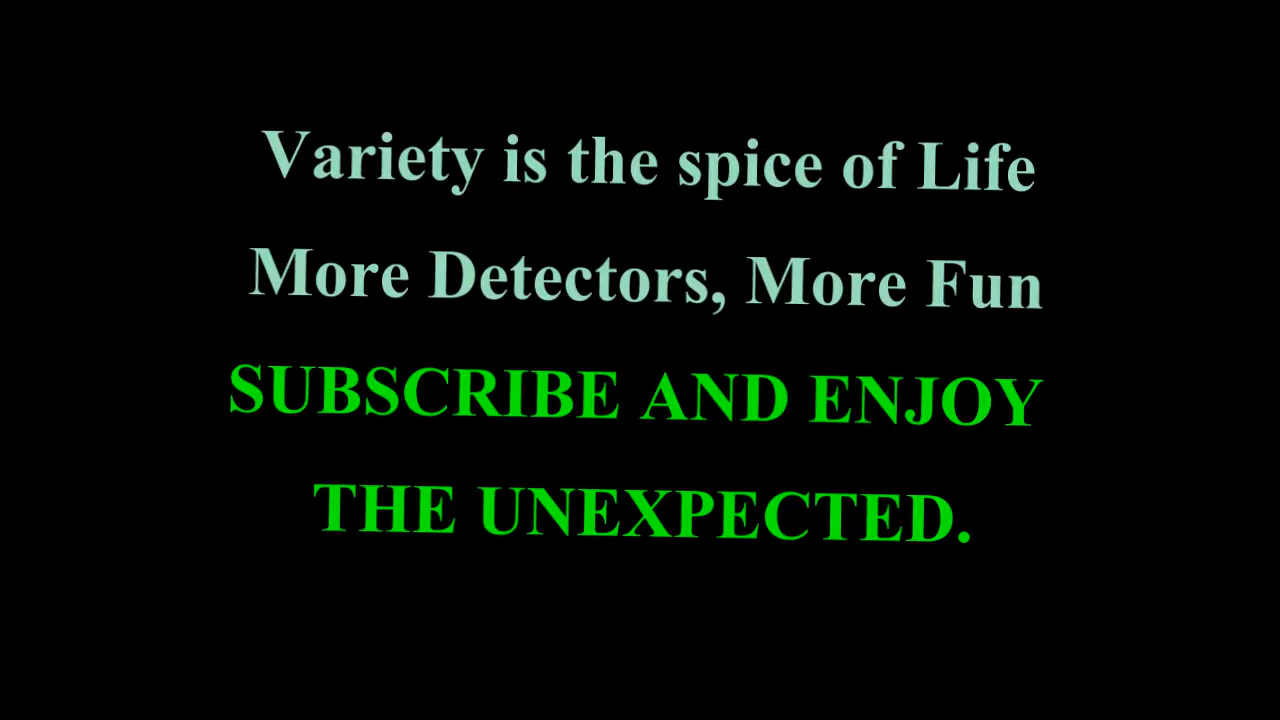 Variety is the spice of Life
More Detectors, More Fun
SUBSCRIBE AND ENJOY
THE UNEXPECTED.